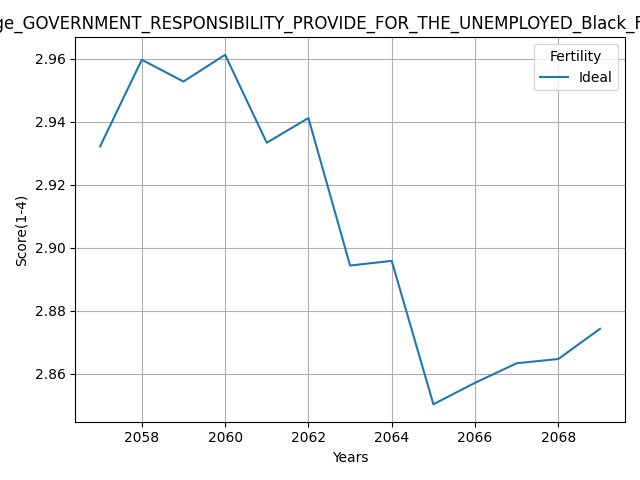 ge_GOVERNMENT_RESPONSIBILITY_PROVIDE_FOR_THE_UNEMPLOYED_Black_F
Fertility
Ideal
2.96
2.94
2.92
2.90
2.88
2.86
Score(1-4)
2058 2060 2062 2064 2066 2068
Years